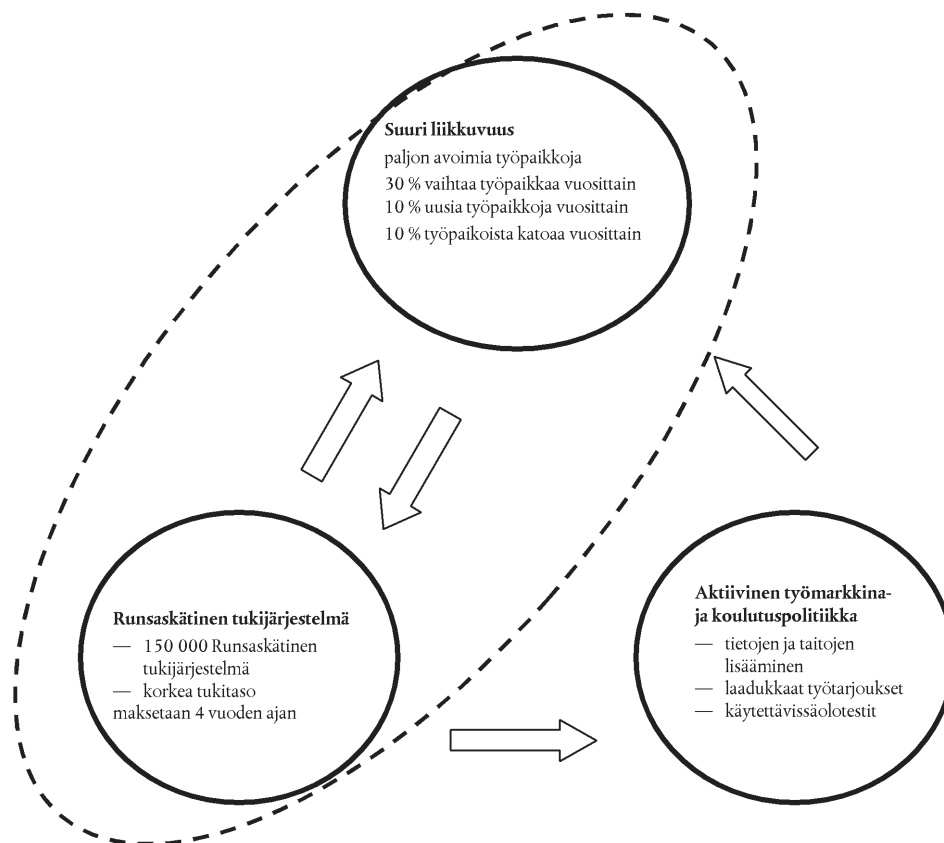 Suuri liikkuvuus
paljon avoimia työpaikkoja
30 % vaihtaa työpaikkaa vuosittain
10 % uusia työpaikkoja vuosittain
10 % työpaikoista katoaa vuosittain
Runsaskätinen tukijärjestelmä
— 150 000 Runsaskätinen
tukijärjestelmä
— korkea tukitaso
maksetaan 4 vuoden ajan
Aktiivinen työmarkkina-
ja koulutuspolitiikka
— tietojen ja taitojen
lisääminen
— laadukkaat työtarjoukset
— käytettävissäolotestit